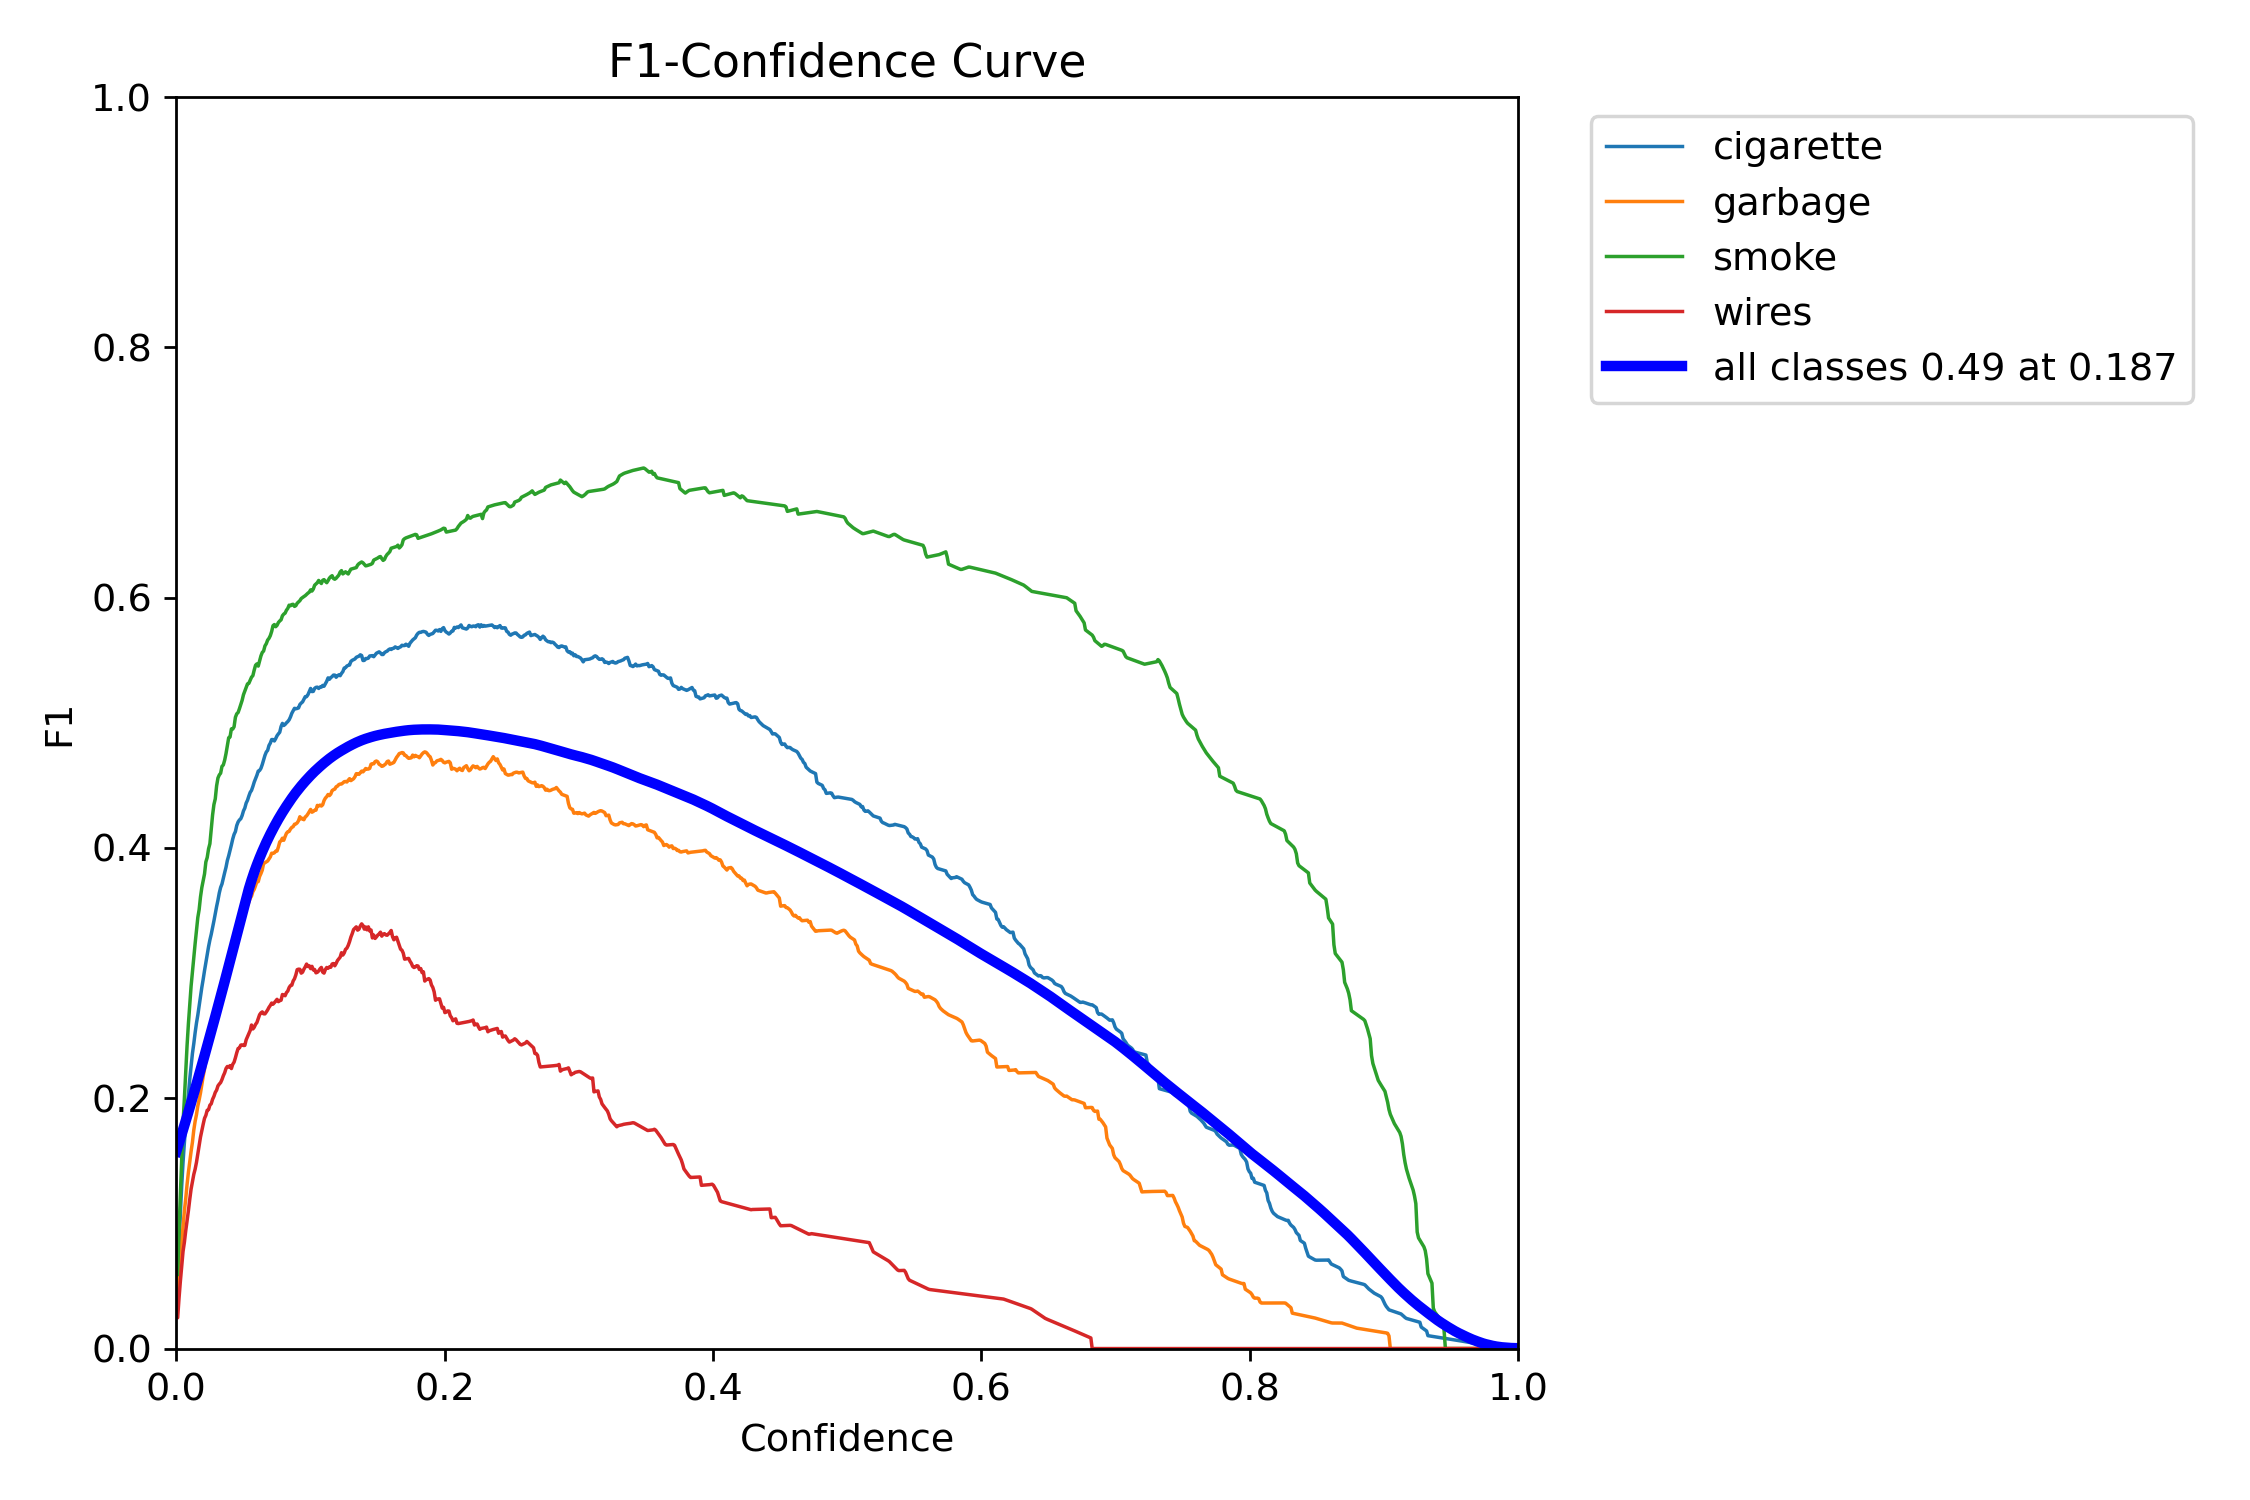 F1-Confidence Curve
1.0
0.8
0.6
0.4
0.2
0.0
F1
0.0 0.2 0.4 0.6 0.8 1.0
Confidence
cigarette
garbage
smoke
wires
all classes 0.49 at 0.187